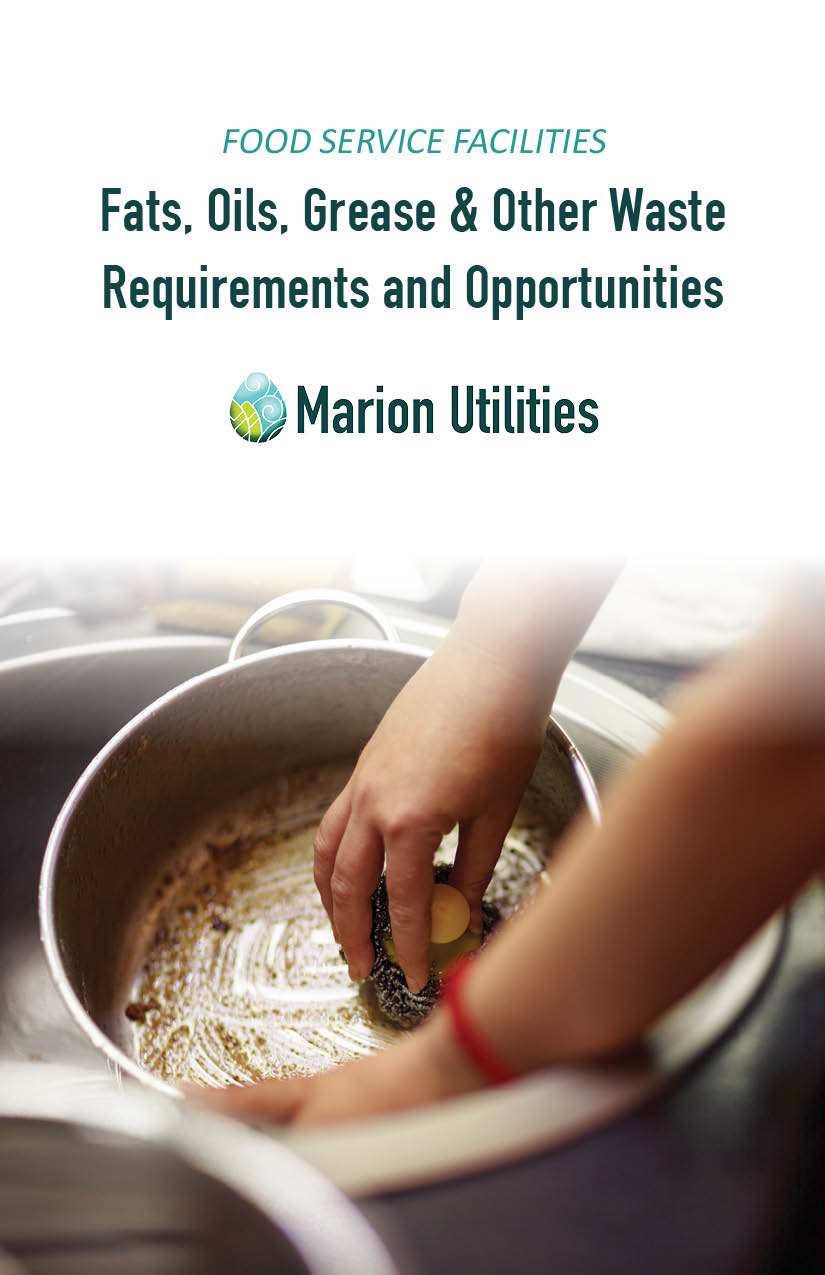 FOOD SERVICE FACILITIES
Fats, Oils, Grease & Other Waste
Requirements and Opportunities
Marion Utilities